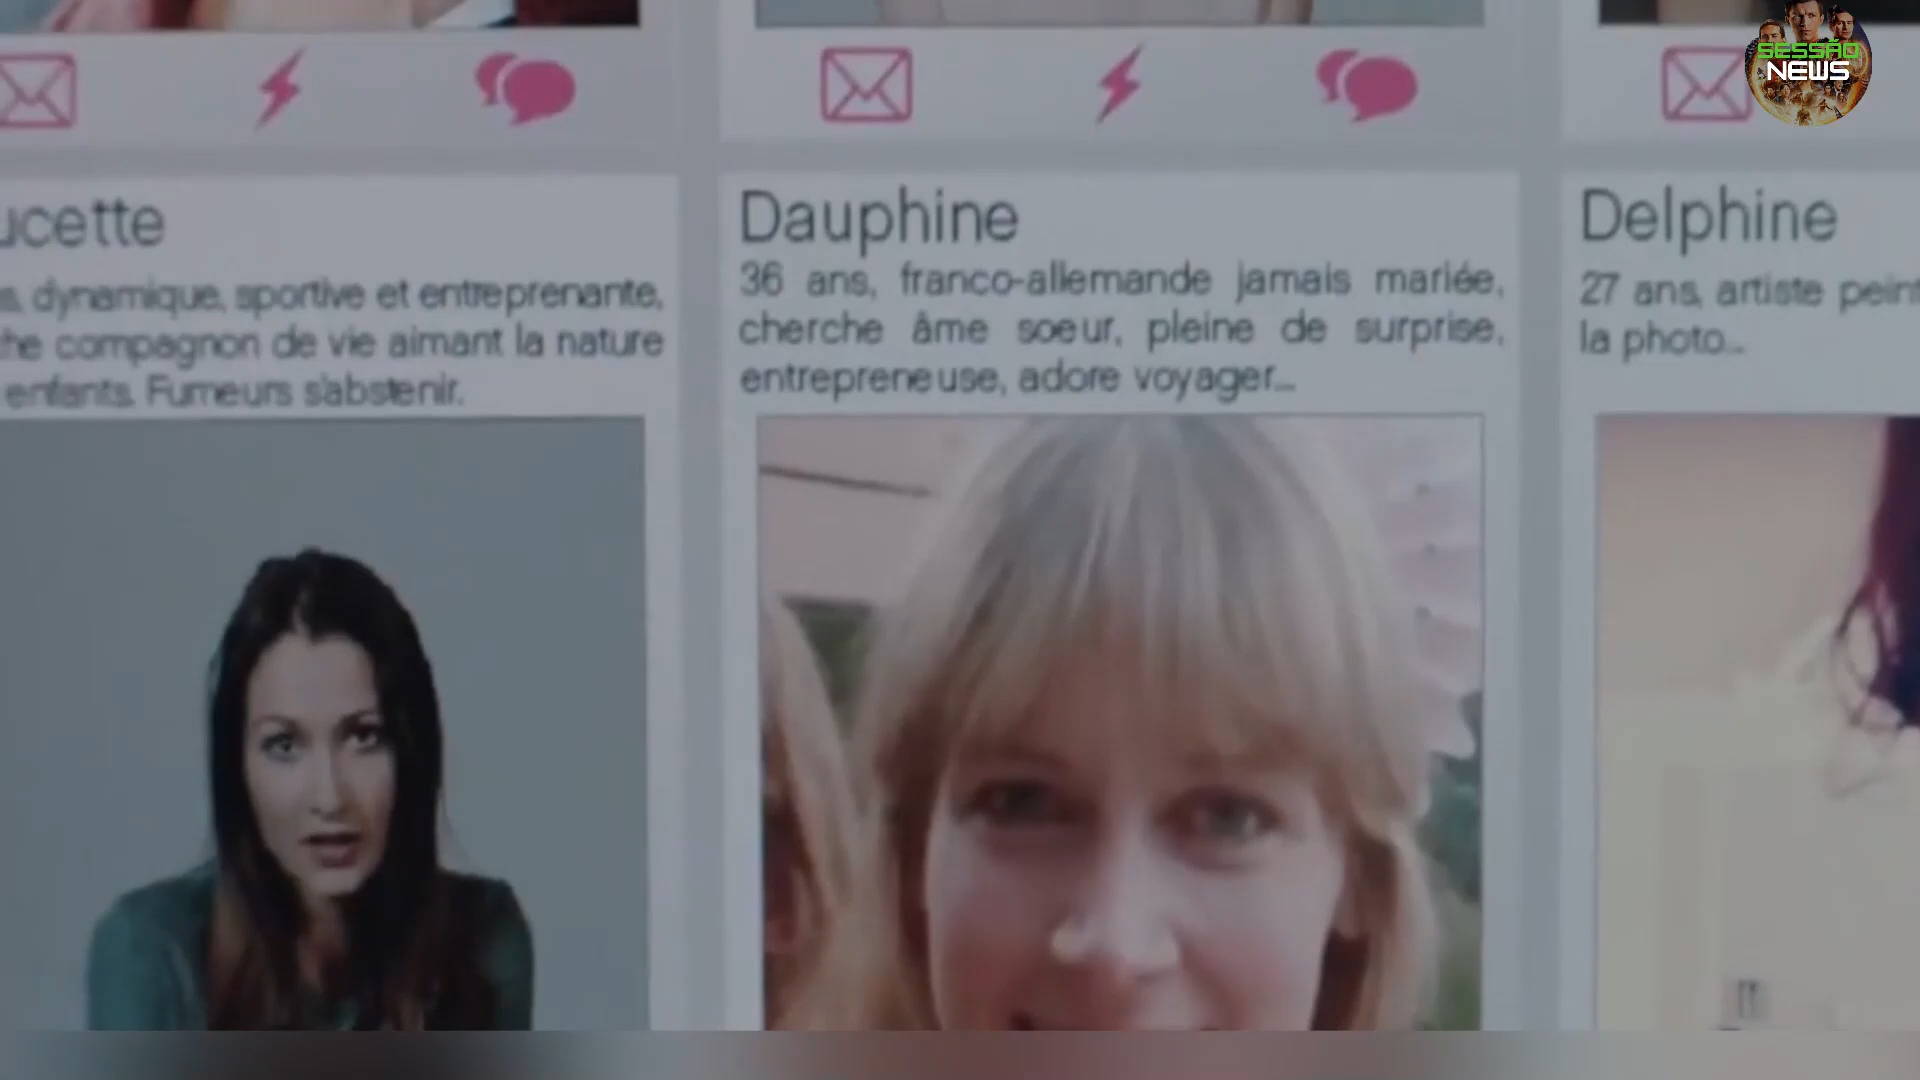 SESSÃO
NEWS
ucette
s, dynamique, sportive et entreprenante,
he compagnon de vie aimant la nature
enfants. Fumeurs s'abstenir.
Dauphine
36 ans, franco-allemande jamais mariée,
cherche âme soeur, pleine de surprise,
entrepreneuse, adore voyager...
Delphine
27 ans, artiste peint
la photo...